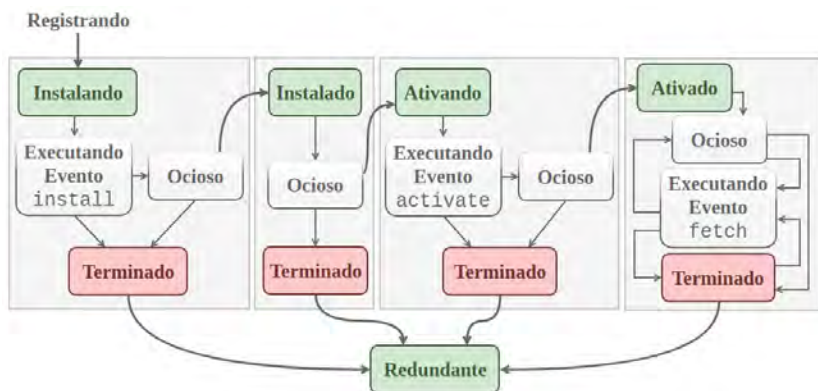 Registrando
Instalando
Executando
Evento
install
Ocioso
Terminado
Instalado
Ocioso
Terminado
Ativando
Executando
Evento
activate
Ocioso
Terminado
Ativado
Ocioso
Executando
Evento
fetch
Terminado
Redundante